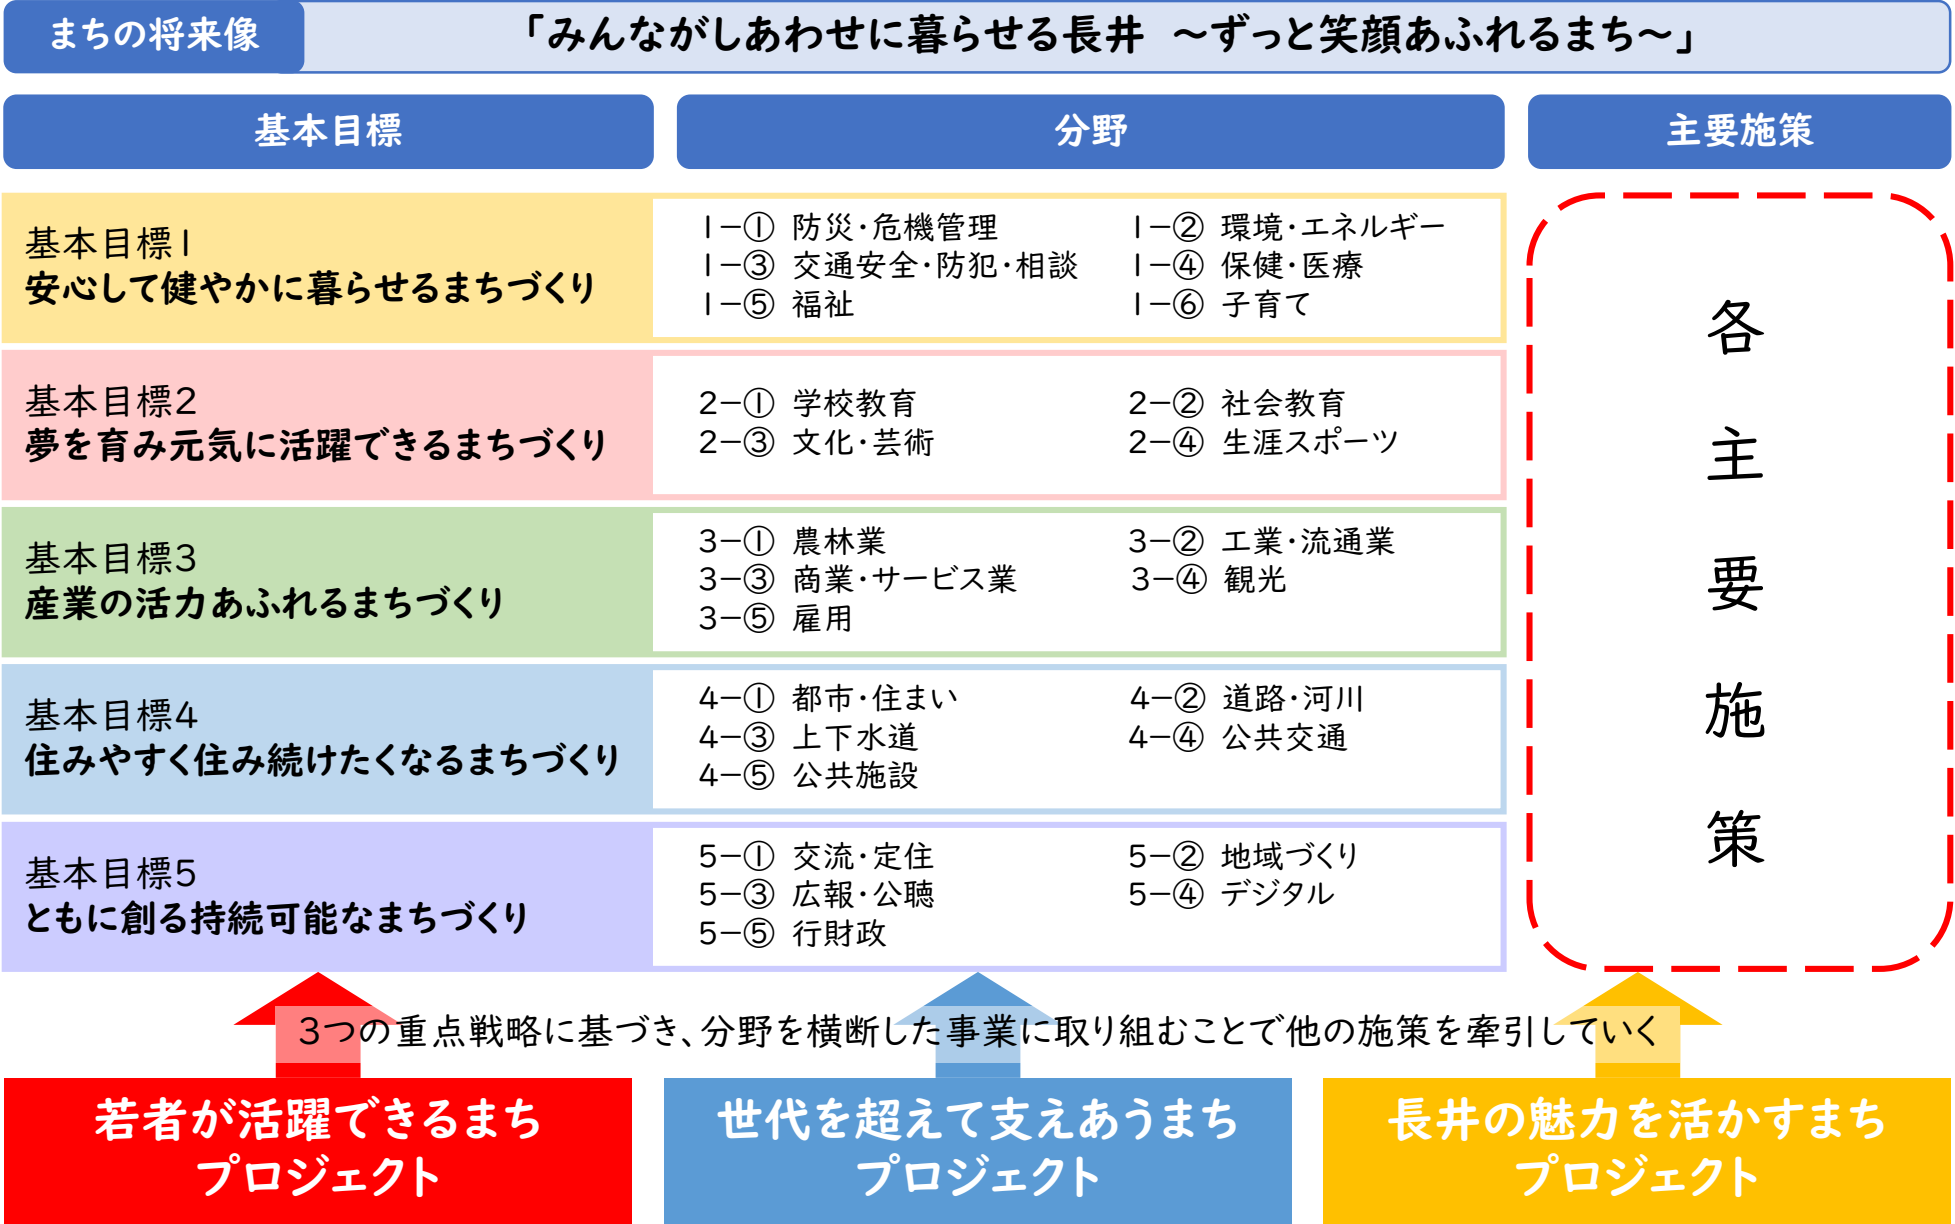 まちの将来像
「みんながしあわせに暮らせる長井　～ずっと笑顔あふれるまち～」
基本目標
分野
主要施策
基本目標1
安心して健やかに暮らせるまちづくり
1－① 防災・危機管理
1－② 環境・エネルギー
1－③ 交通安全・防犯・相談
1－④ 保健・医療
1－⑤ 福祉
1－⑥ 子育て
基本目標2
夢を育み元気に活躍できるまちづくり
2－① 学校教育
2－② 社会教育
2－③ 文化・芸術
2－④ 生涯スポーツ
基本目標3
産業の活力あふれるまちづくり
3－① 農林業
3－② 工業・流通業
3－③ 商業・サービス業
3－④ 観光
3－⑤ 雇用
基本目標4
住みやすく住み続けたくなるまちづくり
4－① 都市・住まい
4－② 道路・河川
4－③ 上下水道
4－④ 公共交通
4－⑤ 公共施設
基本目標5
ともに創る持続可能なまちづくり
5－① 交流・定住
5－② 地域づくり
5－③ 広報・公聴
5－④ デジタル
5－⑤ 行財政
各主要施策
3つの重点戦略に基づき、分野を横断した事業に取り組むことで他の施策を牽引していく
若者が活躍できるまち
プロジェクト
世代を超えて支えあうまち
プロジェクト
長井の魅力を活かすまち
プロジェクト